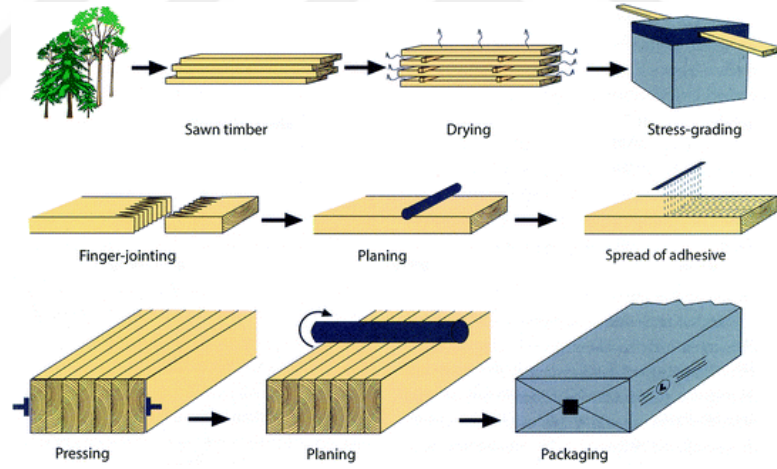 Sawn timber
Drying
Stress-grading
Finger-jointing
Planing
Spread of adhesive
Pressing
Planing
Packaging